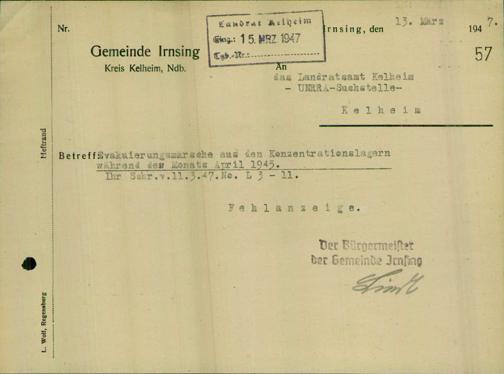 Nr.
Landrat Kelheim
Eing.: 15. MRZ 1947
Tgb.-Nr.:
Irnsing, den 13. März 1947.
57
Gemeinde Irnsing
Kreis Kelheim, Ndb.
An
das Landratsamt Kelheim
- UNRRA-Suchstelle-
Kelheim
Betreff: Evakuierungsmärsche aus den Konzentrationslagern
während des Monats April 1945.
Ihr Schr.v.11.3.47.No. L 3 - 11.
Fehlanzeige.
Der Bürgermeister
der Gemeinde Irnsing
Heftrand
L. Wolf, Regensburg